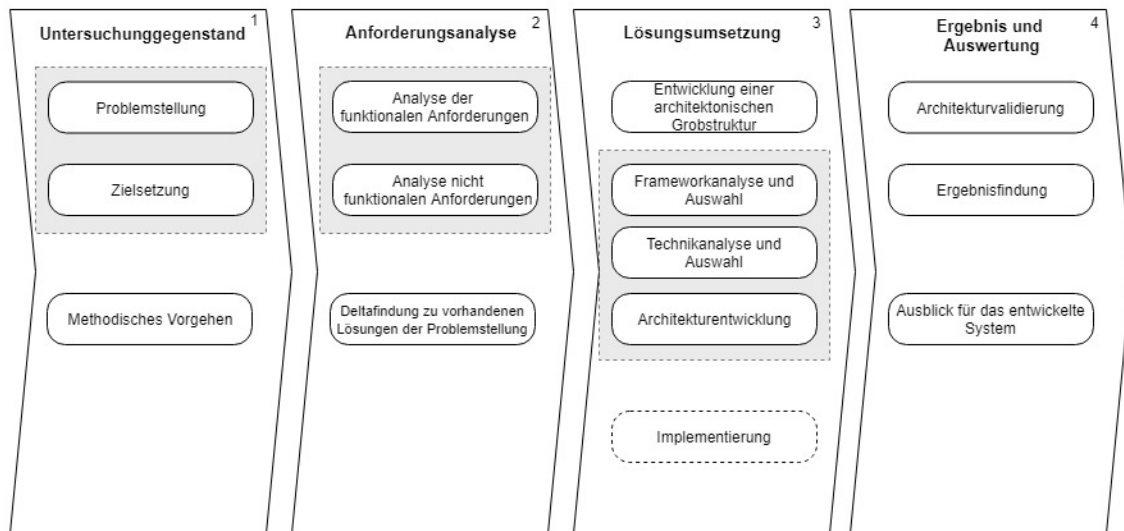 Untersuchunggegenstand
1
Problemstellung
Zielsetzung
Methodisches Vorgehen
Anforderungsanalyse
2
Analyse der
funktionalen Anforderungen
Analyse nicht
funktionalen Anforderungen
Deltafindung zu vorhandenen
Lösungen der Problemstellung
Lösungsumsetzung
3
Entwicklung einer
architektonischen
Grobstruktur
Frameworkanalyse und
Auswahl
Technikanalyse und
Auswahl
Architekturentwicklung
Implementierung
Ergebnis und
Auswertung
4
Architekturvalidierung
Ergebnisfindung
Ausblick für das entwickelte
System